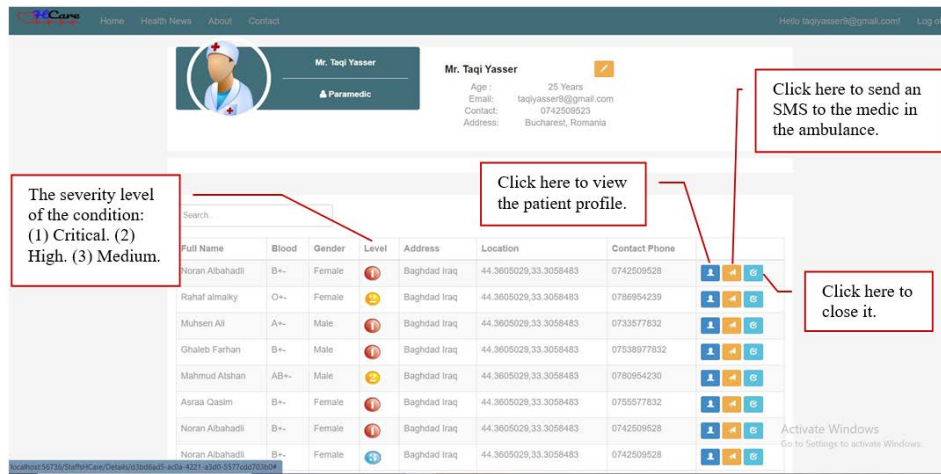 HCare Home Health News About Contact Hello taqiyasser9@gmail.com! Log o
Mr. Taqi Yasser
Paramedic
Mr. Taqi Yasser
Age : 25 Years
Email: taqiyasser8@gmail.com
Contact: 0742509523
Address: Bucharest, Romania
Click here to send an
SMS to the medic in
the ambulance.
The severity level
of the condition:
(1) Critical. (2)
High. (3) Medium.
Click here to view
the patient profile.
Click here to
close it.
Search..
Full Name Blood Gender Level Address Location Contact Phone
Noran Albahadli B+- Female 1 Baghdad Iraq 44.3605029,33.3058483 0742509528
Rahaf almalky O+- Female 2 Baghdad Iraq 44.3605029,33.3058483 0786954239
Muhsen Ali A+- Male 1 Baghdad Iraq 44.3605029,33.3058483 0733577832
Ghaleb Farhan B+- Male 1 Baghdad Iraq 44.3605029,33.3058483 07538977832
Mahmud Atshan AB+- Male 2 Baghdad Iraq 44.3605029,33.3058483 0780954230
Asraa Qasim B+- Female 1 Baghdad Iraq 44.3605029,33.3058483 0755577832
Noran Albahadli B+- Female 1 Baghdad Iraq 44.3605029,33.3058483 0742509528
Noran Albahadli B+- Female 3 Baghdad Iraq 44.3605029,33.3058483 0742509528
Activate Windows
Go to Settings to activate Windows.